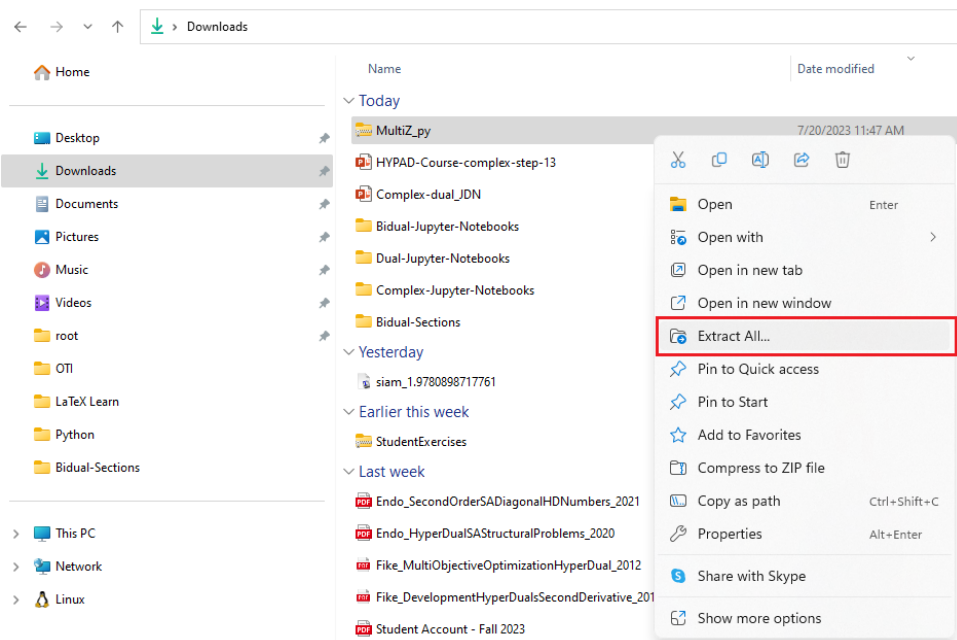 Downloads
Home
Name
Date modified
Today
Desktop
MultiZ_py
7/20/2023 11:47 AM
Downloads
HYPAD-Course-complex-step-13
Documents
Complex-dual_JDN
Open
Enter
Pictures
Bidual-Jupyter-Notebooks
Open with
Music
Dual-Jupyter-Notebooks
Open in new tab
Videos
Complex-Jupyter-Notebooks
Open in new window
root
Bidual-Sections
Extract All...
OTI
Yesterday
Pin to Quick access
LaTeX Learn
siam_1.9780898717761
Pin to Start
Python
Earlier this week
Add to Favorites
Bidual-Sections
StudentExercises
Compress to ZIP file
Last week
Endo_SecondOrderSADiagonalHDNumbers_2021
Copy as path
Ctrl+Shift+C
This PC
Endo_HyperDualSAStructuralProblems_2020
Properties
Alt+Enter
Network
Fike_MultiObjectiveOptimizationHyperDual_2012
Share with Skype
Linux
Fike_DevelopmentHyperDualsSecondDerivative_201
Show more options
Student Account - Fall 2023